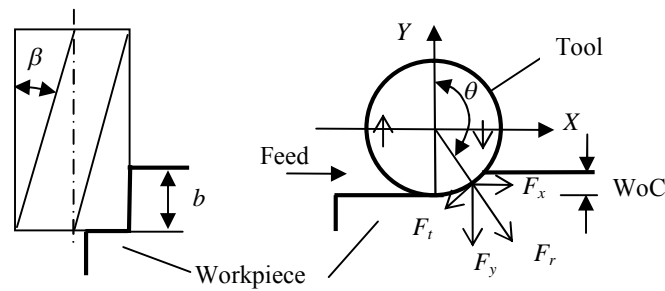 β
b
Workpiece
Y
Tool
θ
X
Feed
F_x
WoC
F_t
F_y
F_r